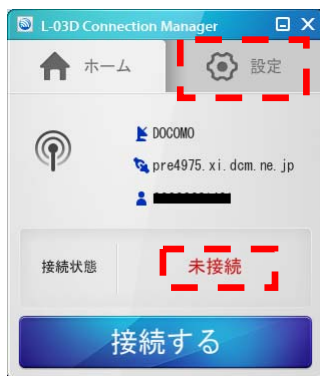 L-03D Connection Manager
ホーム
設定
DOCOMO
pre4975.xi.dcm.ne.jp
接続状態
未接続
接続する